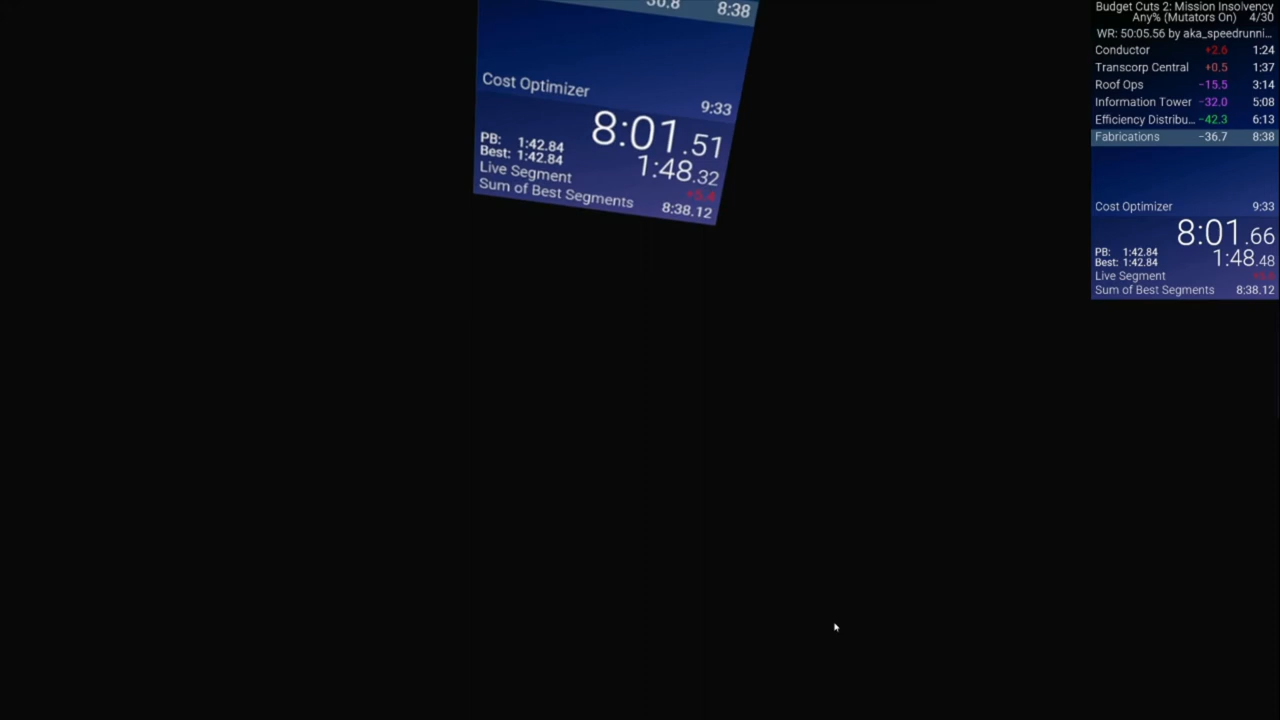 36.8 8:38
Cost Optimizer 9:33
8:01.51
PB: 1:42.84
Best: 1:42.84 1:48.32
Live Segment
Sum of Best Segments 8:38.12
Budget Cuts 2: Mission Insolvency
Any% (Mutators On) 4/30
WR: 50:05.56 by aka_speedrunni...
Conductor +2.6 1:24
Transcorp Central +0.5 1:37
Roof Ops −15.5 3:14
Information Tower −32.0 5:08
Efficiency Distribu... −42.3 6:13
Fabrications −36.7 8:38
Cost Optimizer 9:33
8:01.66
PB: 1:42.84
Best: 1:42.84 1:48.48
Live Segment
Sum of Best Segments 8:38.12